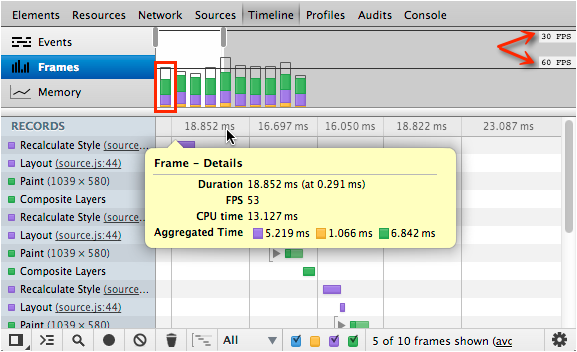 Elements Resources Network Sources Timeline Profiles Audits Console
Events
30 FPS
Frames
60 FPS
Memory
RECORDS
18.852 ms 16.697 ms 16.050 ms 18.822 ms 23.087 ms
Recalculate Style (source...
Layout (source.js:44)
Paint (1039 × 580)
Composite Layers
Recalculate Style (source...
Layout (source.js:44)
Paint (1039 × 580)
Composite Layers
Recalculate Style (source...
Layout (source.js:44)
Paint (1039 × 580)
Frame – Details
Duration 18.852 ms (at 0.291 ms)
FPS 53
CPU time 13.127 ms
Aggregated Time 5.219 ms 1.066 ms 6.842 ms
All
5 of 10 frames shown (avg